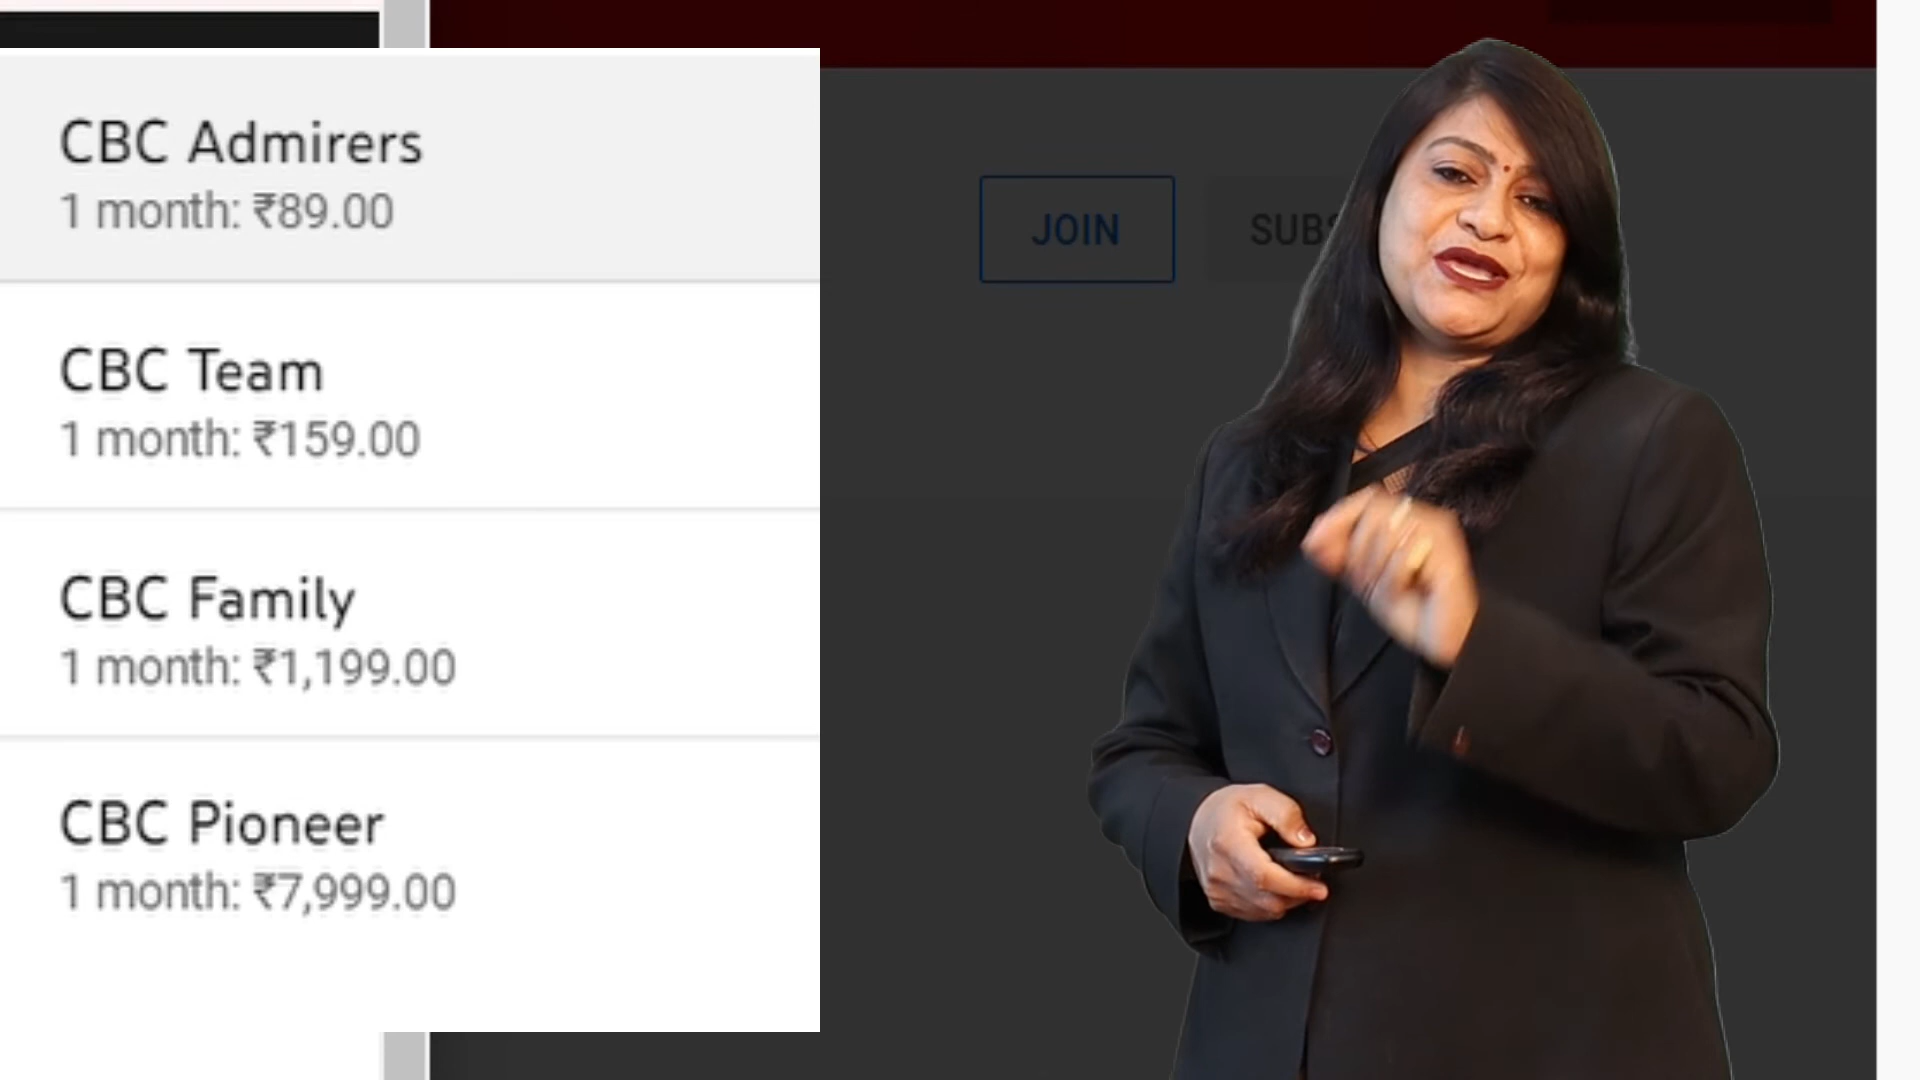 CBC Admirers
1 month: ₹89.00
CBC Team
1 month: ₹159.00
CBC Family
1 month: ₹1,199.00
CBC Pioneer
1 month: ₹7,999.00
JOIN
SUBS